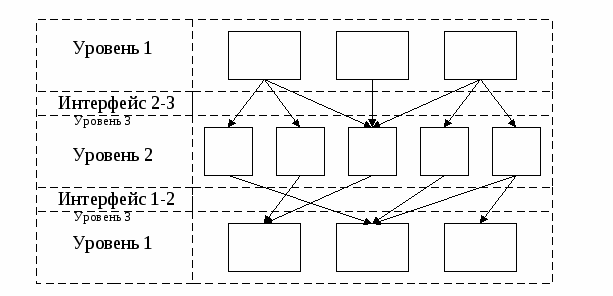 Уровень 1
Интерфейс 2-3
Уровень 3
Уровень 2
Интерфейс 1-2
Уровень 3
Уровень 1